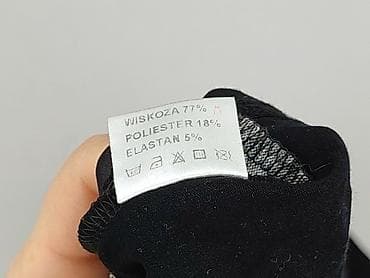 WISKOZA 77%
POLIESTER 18%
ELASTAN 5%